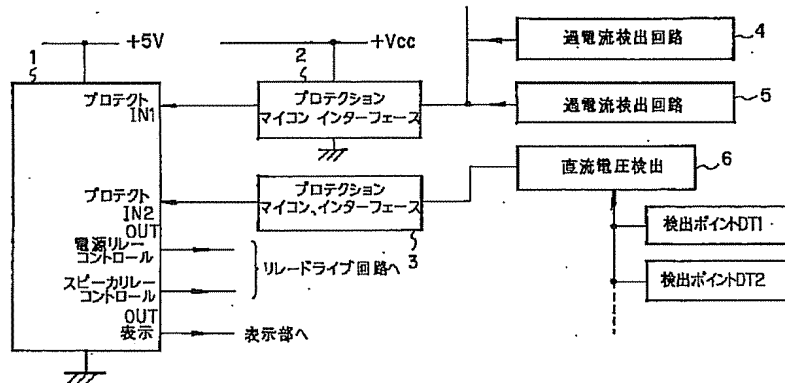 1
+5V
2
+Vcc
過電流検出回路
4
プロテクト
IN1
プロテクション
マイコン インターフェース
過電流検出回路
5
直流電圧検出
6
プロテクト
IN2
プロテクション
マイコン、インターフェース
3
検出ポイントDT1
OUT
電源リレー
コントロール
リレードライブ回路へ
検出ポイントDT2
スピーカリレー
コントロール
OUT
表示
表示部へ